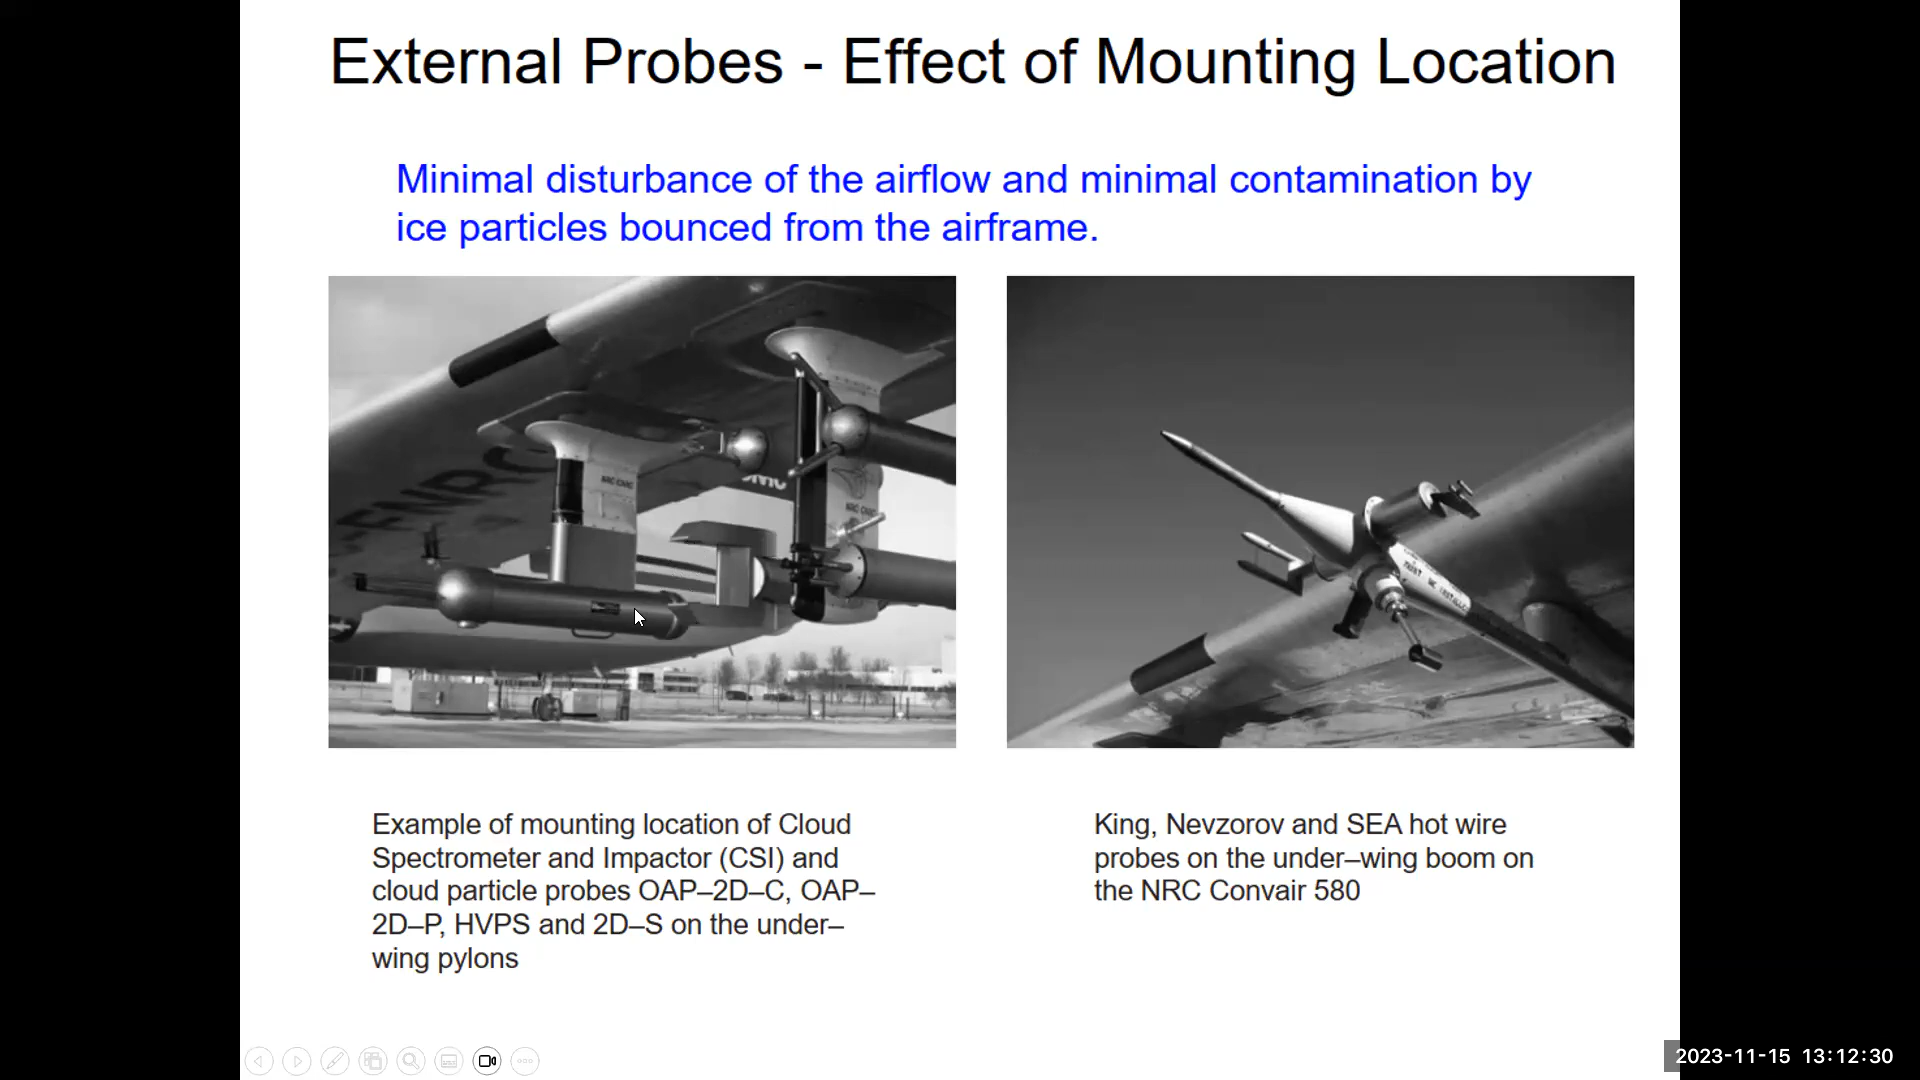 External Probes - Effect of Mounting Location
Minimal disturbance of the airflow and minimal contamination by
ice particles bounced from the airframe.
NRC·CNRC
Example of mounting location of Cloud
Spectrometer and Impactor (CSI) and
cloud particle probes OAP–2D–C, OAP–
2D–P, HVPS and 2D–S on the under–
wing pylons
King, Nevzorov and SEA hot wire
probes on the under–wing boom on
the NRC Convair 580
2023-11-15 13:12:30